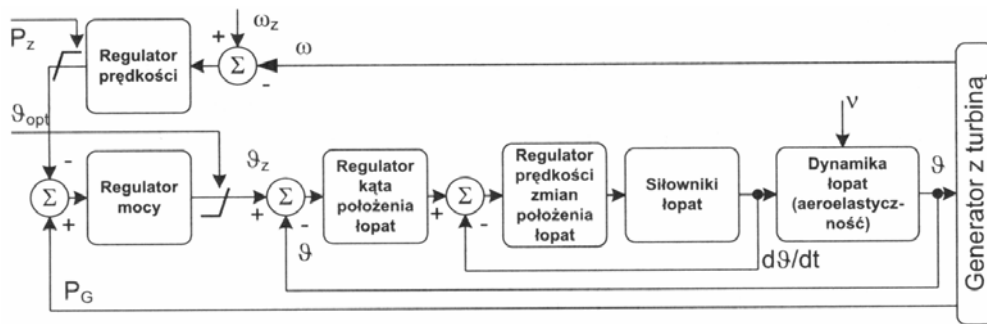 P_z
Regulator
prędkości
+
ω_z
Σ
-
ω
ϑ_opt
-
Σ
+
Regulator
mocy
ϑ_z
+
Σ
-
ϑ
Regulator
kąta
położenia
łopat
+
Σ
-
Regulator
prędkości
zmian
położenia
łopat
Siłowniki
łopat
dϑ/dt
ν
Dynamika
łopat
(aeroelastycz-
ność)
ϑ
Generator z turbiną
P_G